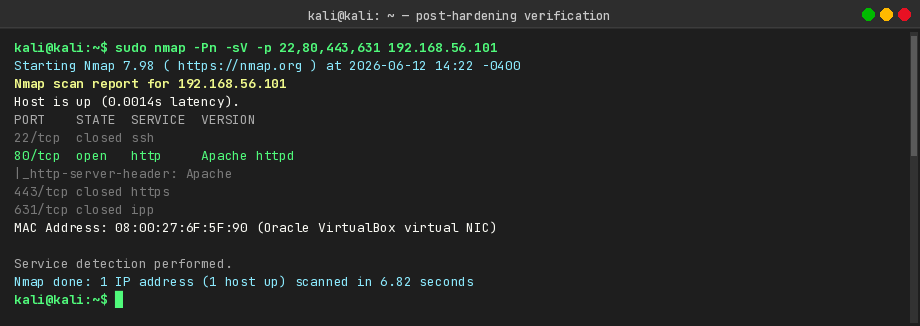 kali@kali: ~ — post-hardening verification
kali@kali:~$ sudo nmap -Pn -sV -p 22,80,443,631 192.168.56.101
Starting Nmap 7.98 ( https://nmap.org ) at 2026-06-12 14:22 -0400
Nmap scan report for 192.168.56.101
Host is up (0.0014s latency).
PORT    STATE  SERVICE  VERSION
22/tcp  closed ssh
80/tcp  open   http     Apache httpd
|_http-server-header: Apache
443/tcp closed https
631/tcp closed ipp
MAC Address: 08:00:27:6F:5F:90 (Oracle VirtualBox virtual NIC)
Service detection performed.
Nmap done: 1 IP address (1 host up) scanned in 6.82 seconds
kali@kali:~$